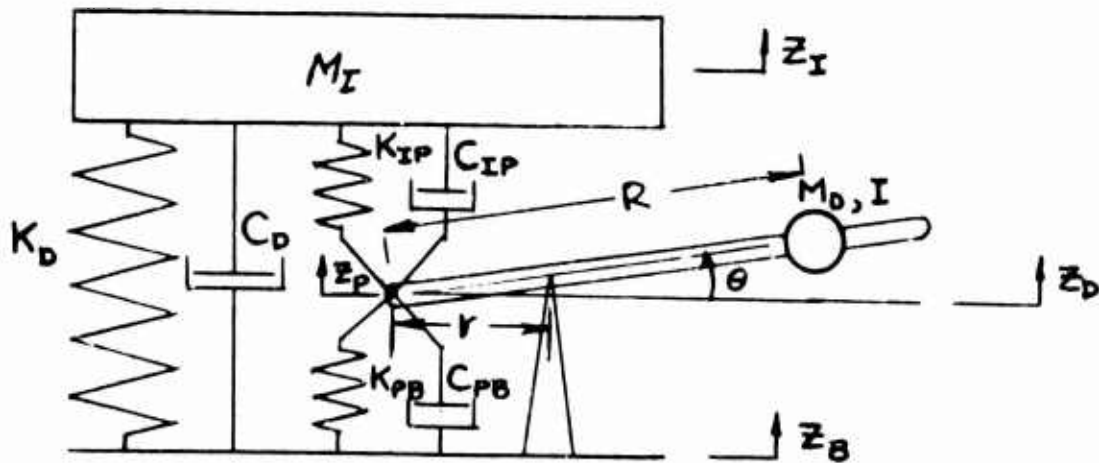 M_I
Z_I
K_IP
C_IP
M_D, I
R
K_D
C_D
Z_P
θ
Z_D
r
K_PB
C_PB
Z_B